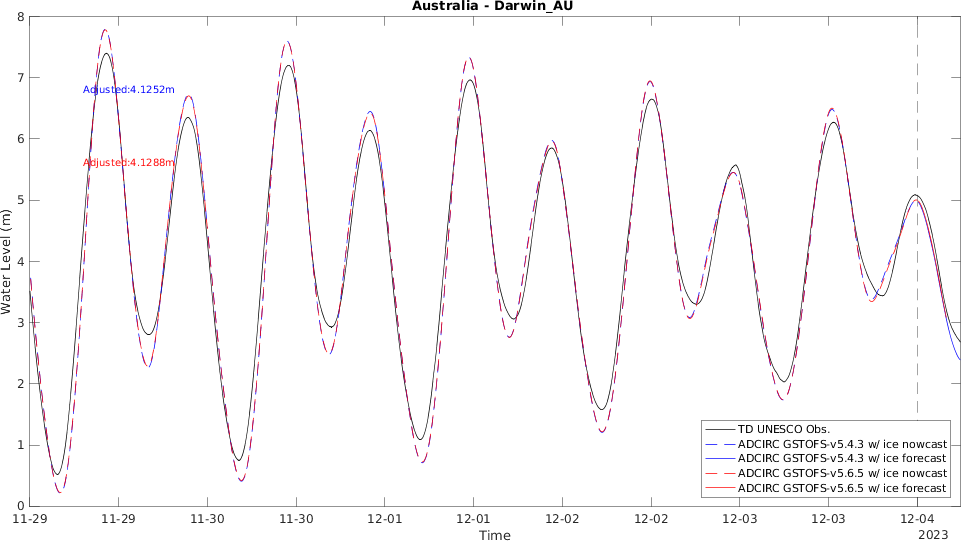 Australia - Darwin_AU
8
7
6
5
4
3
2
1
0
Water Level (m)
Adjusted:4.1252m
Adjusted:4.1288m
TD UNESCO Obs.
ADCIRC GSTOFS-v5.4.3 w/ ice nowcast
ADCIRC GSTOFS-v5.4.3 w/ ice forecast
ADCIRC GSTOFS-v5.6.5 w/ ice nowcast
ADCIRC GSTOFS-v5.6.5 w/ ice forecast
11-29 11-29 11-30 11-30 12-01 12-01 12-02 12-02 12-03 12-03 12-04
Time
2023